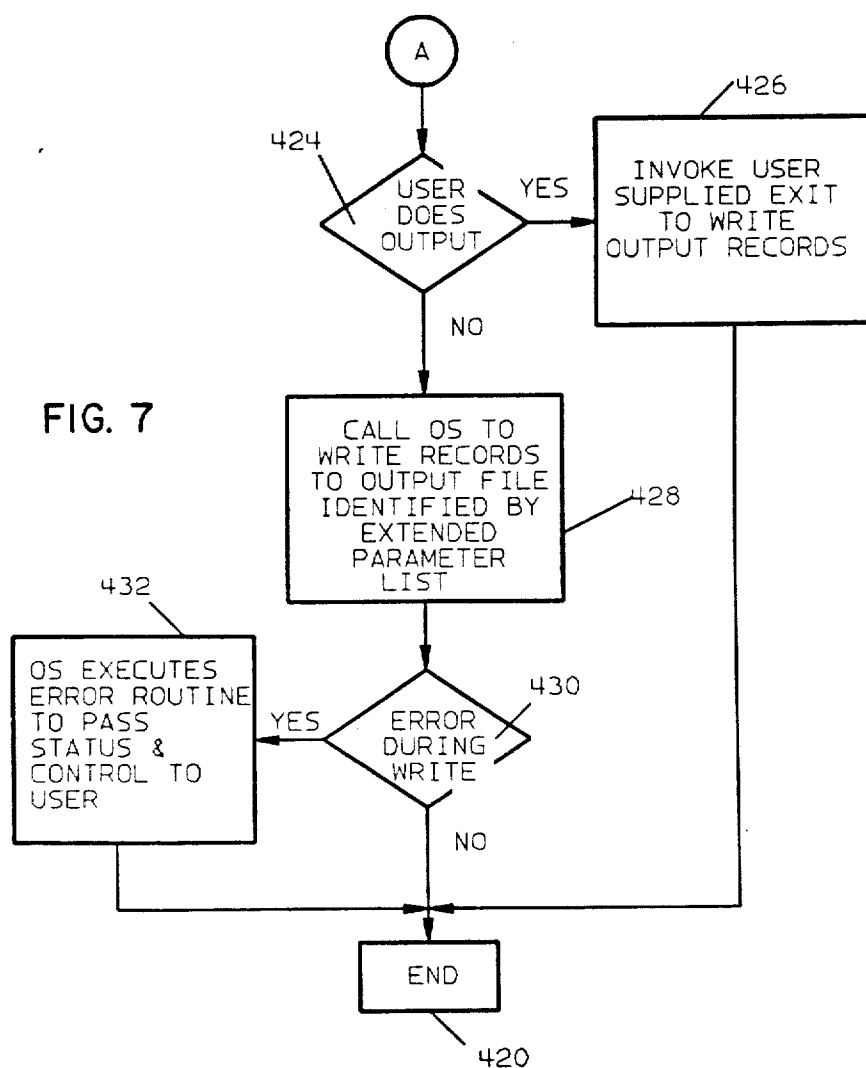 A
426
424
USER
DOES
OUTPUT
YES
INVOKE USER
SUPPLIED EXIT
TO WRITE
OUTPUT RECORDS
NO
FIG. 7
CALL OS TO
WRITE RECORDS
TO OUTPUT FILE
IDENTIFIED BY
EXTENDED
PARAMETER
LIST
428
432
OS EXECUTES
ERROR ROUTINE
TO PASS
STATUS &
CONTROL TO
USER
YES
ERROR
DURING
WRITE
430
NO
END
420